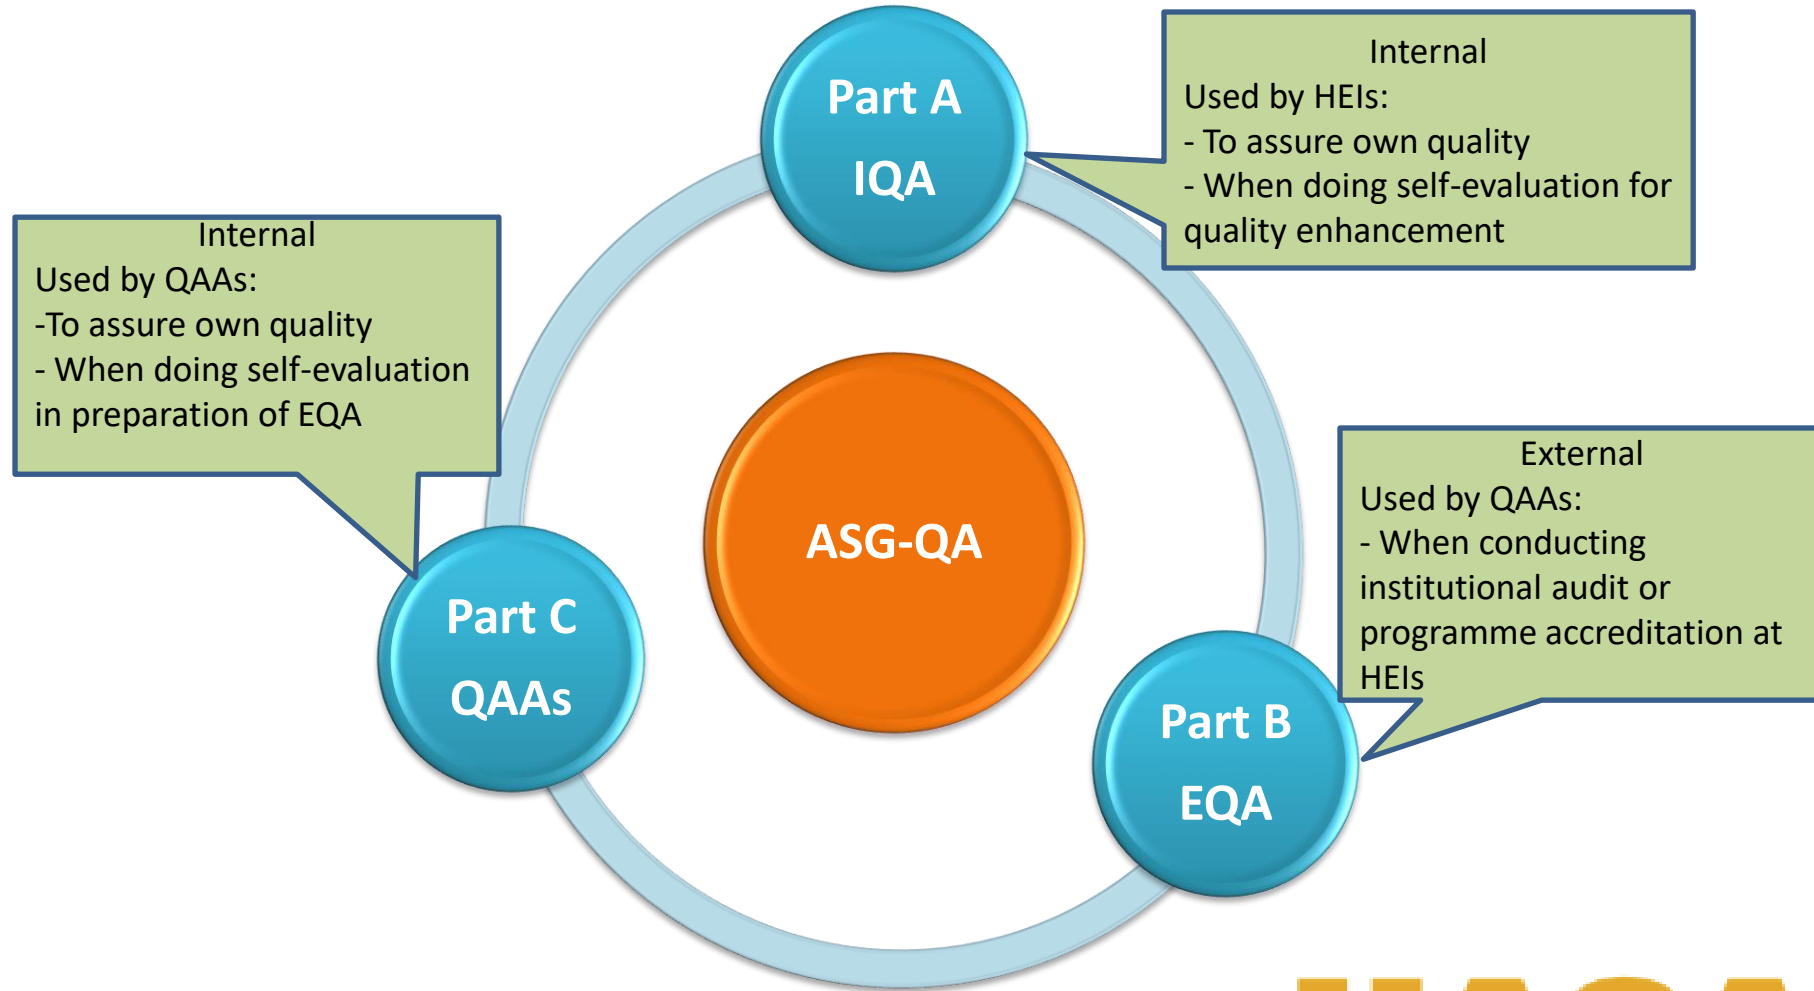 Part A
IQA
Internal
Used by HEIs:
- To assure own quality
- When doing self-evaluation for
quality enhancement
Internal
Used by QAAs:
-To assure own quality
- When doing self-evaluation
in preparation of EQA
ASG-QA
External
Used by QAAs:
- When conducting
institutional audit or
programme accreditation at
HEIs
Part C
QAAs
Part B
EQA